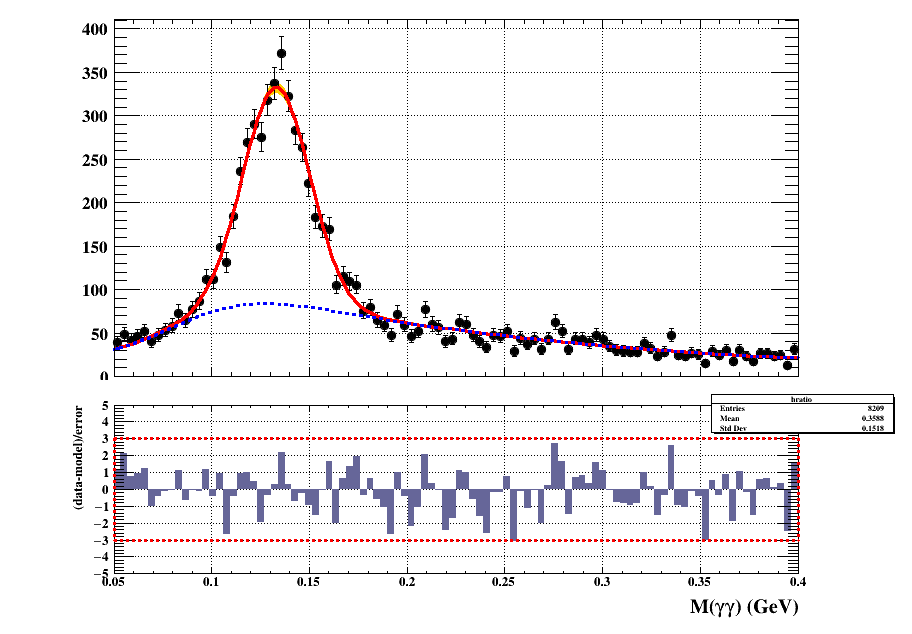 400
350
300
250
200
150
100
50
0
(data-model)/error
5
4
3
2
1
0
−1
−2
−3
−4
−5
hratio
Entries 8209
Mean 0.3588
Std Dev 0.1518
0.05 0.1 0.15 0.2 0.25 0.3 0.35 0.4
M(γγ) (GeV)